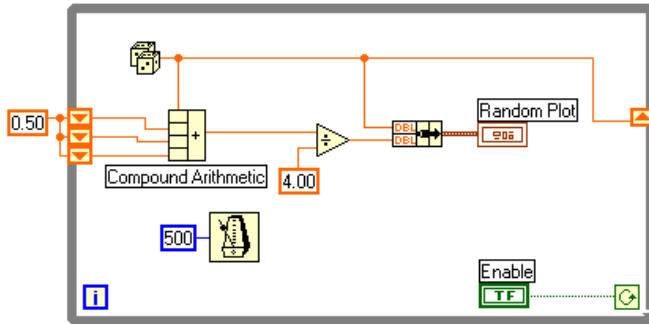 0.50
+
Compound Arithmetic
÷
4.00
DBL
DBL
Random Plot
500
i
Enable
TF